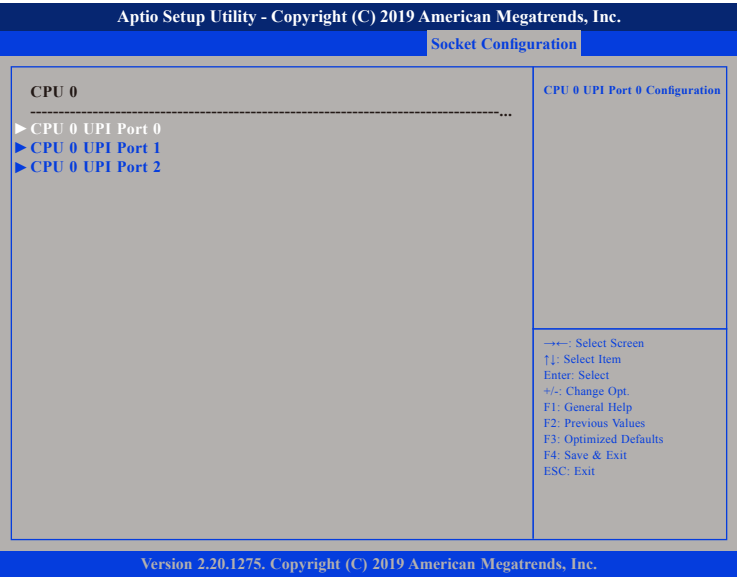 Aptio Setup Utility - Copyright (C) 2019 American Megatrends, Inc.
Socket Configuration
CPU 0
--------------------------------------------------------------------------------------...
►CPU 0 UPI Port 0
►CPU 0 UPI Port 1
►CPU 0 UPI Port 2
CPU 0 UPI Port 0 Configuration
→←: Select Screen
↑↓: Select Item
Enter: Select
+/-: Change Opt.
F1: General Help
F2: Previous Values
F3: Optimized Defaults
F4: Save & Exit
ESC: Exit
Version 2.20.1275. Copyright (C) 2019 American Megatrends, Inc.